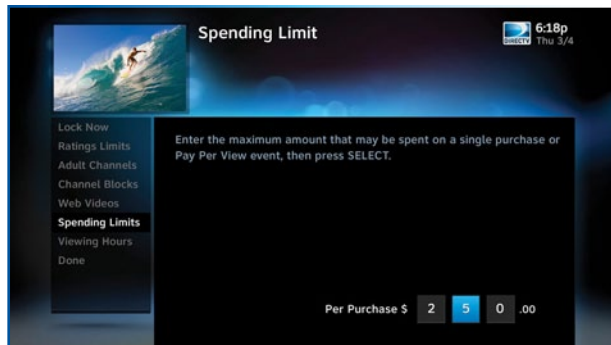 Spending Limit
DIRECTV
6:18p
Thu 3/4
Lock Now
Ratings Limits
Adult Channels
Channel Blocks
Web Videos
Spending Limits
Viewing Hours
Done
Enter the maximum amount that may be spent on a single purchase or
Pay Per View event, then press SELECT.
Per Purchase $ 2 5 0 .00